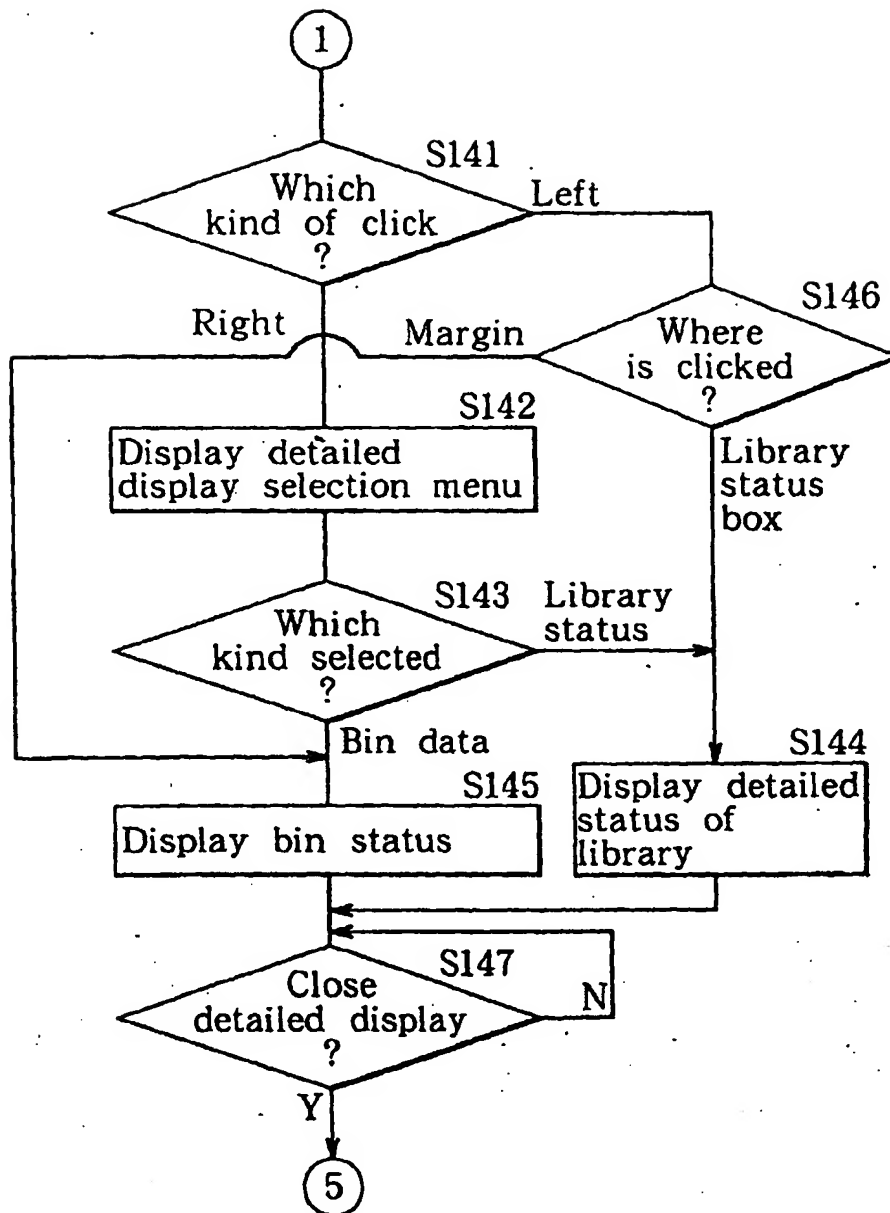 1
S141
Which
kind of click
?
Left
S146
Where
is clicked
?
Right
Margin
S142
Display detailed
display selection menu
Library
status
box
S143
Which
kind selected
?
Library
status
Bin data
S145
Display bin status
S144
Display detailed
status of
library
S147
Close
detailed display
?
N
Y
5